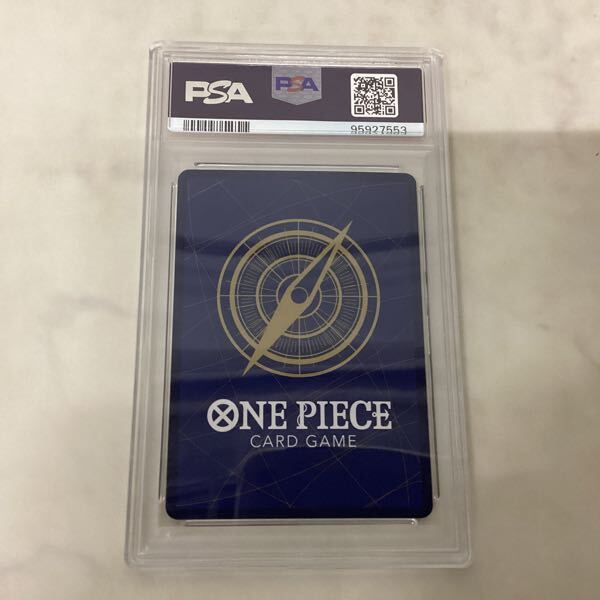 PSA
PSA
95927553
ONE PIECE
CARD GAME